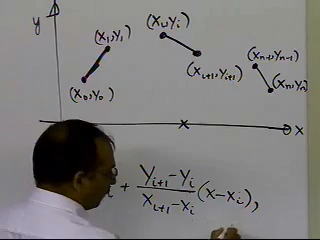 y
(x₁,y₁)
(x₀,y₀)
(xᵢ,yᵢ)
(xᵢ₊₁,yᵢ₊₁)
(xₙ₋₁,yₙ₋₁)
(xₙ,yₙ)
x
+ (yᵢ₊₁-yᵢ)/(xᵢ₊₁-xᵢ) (x-xᵢ),